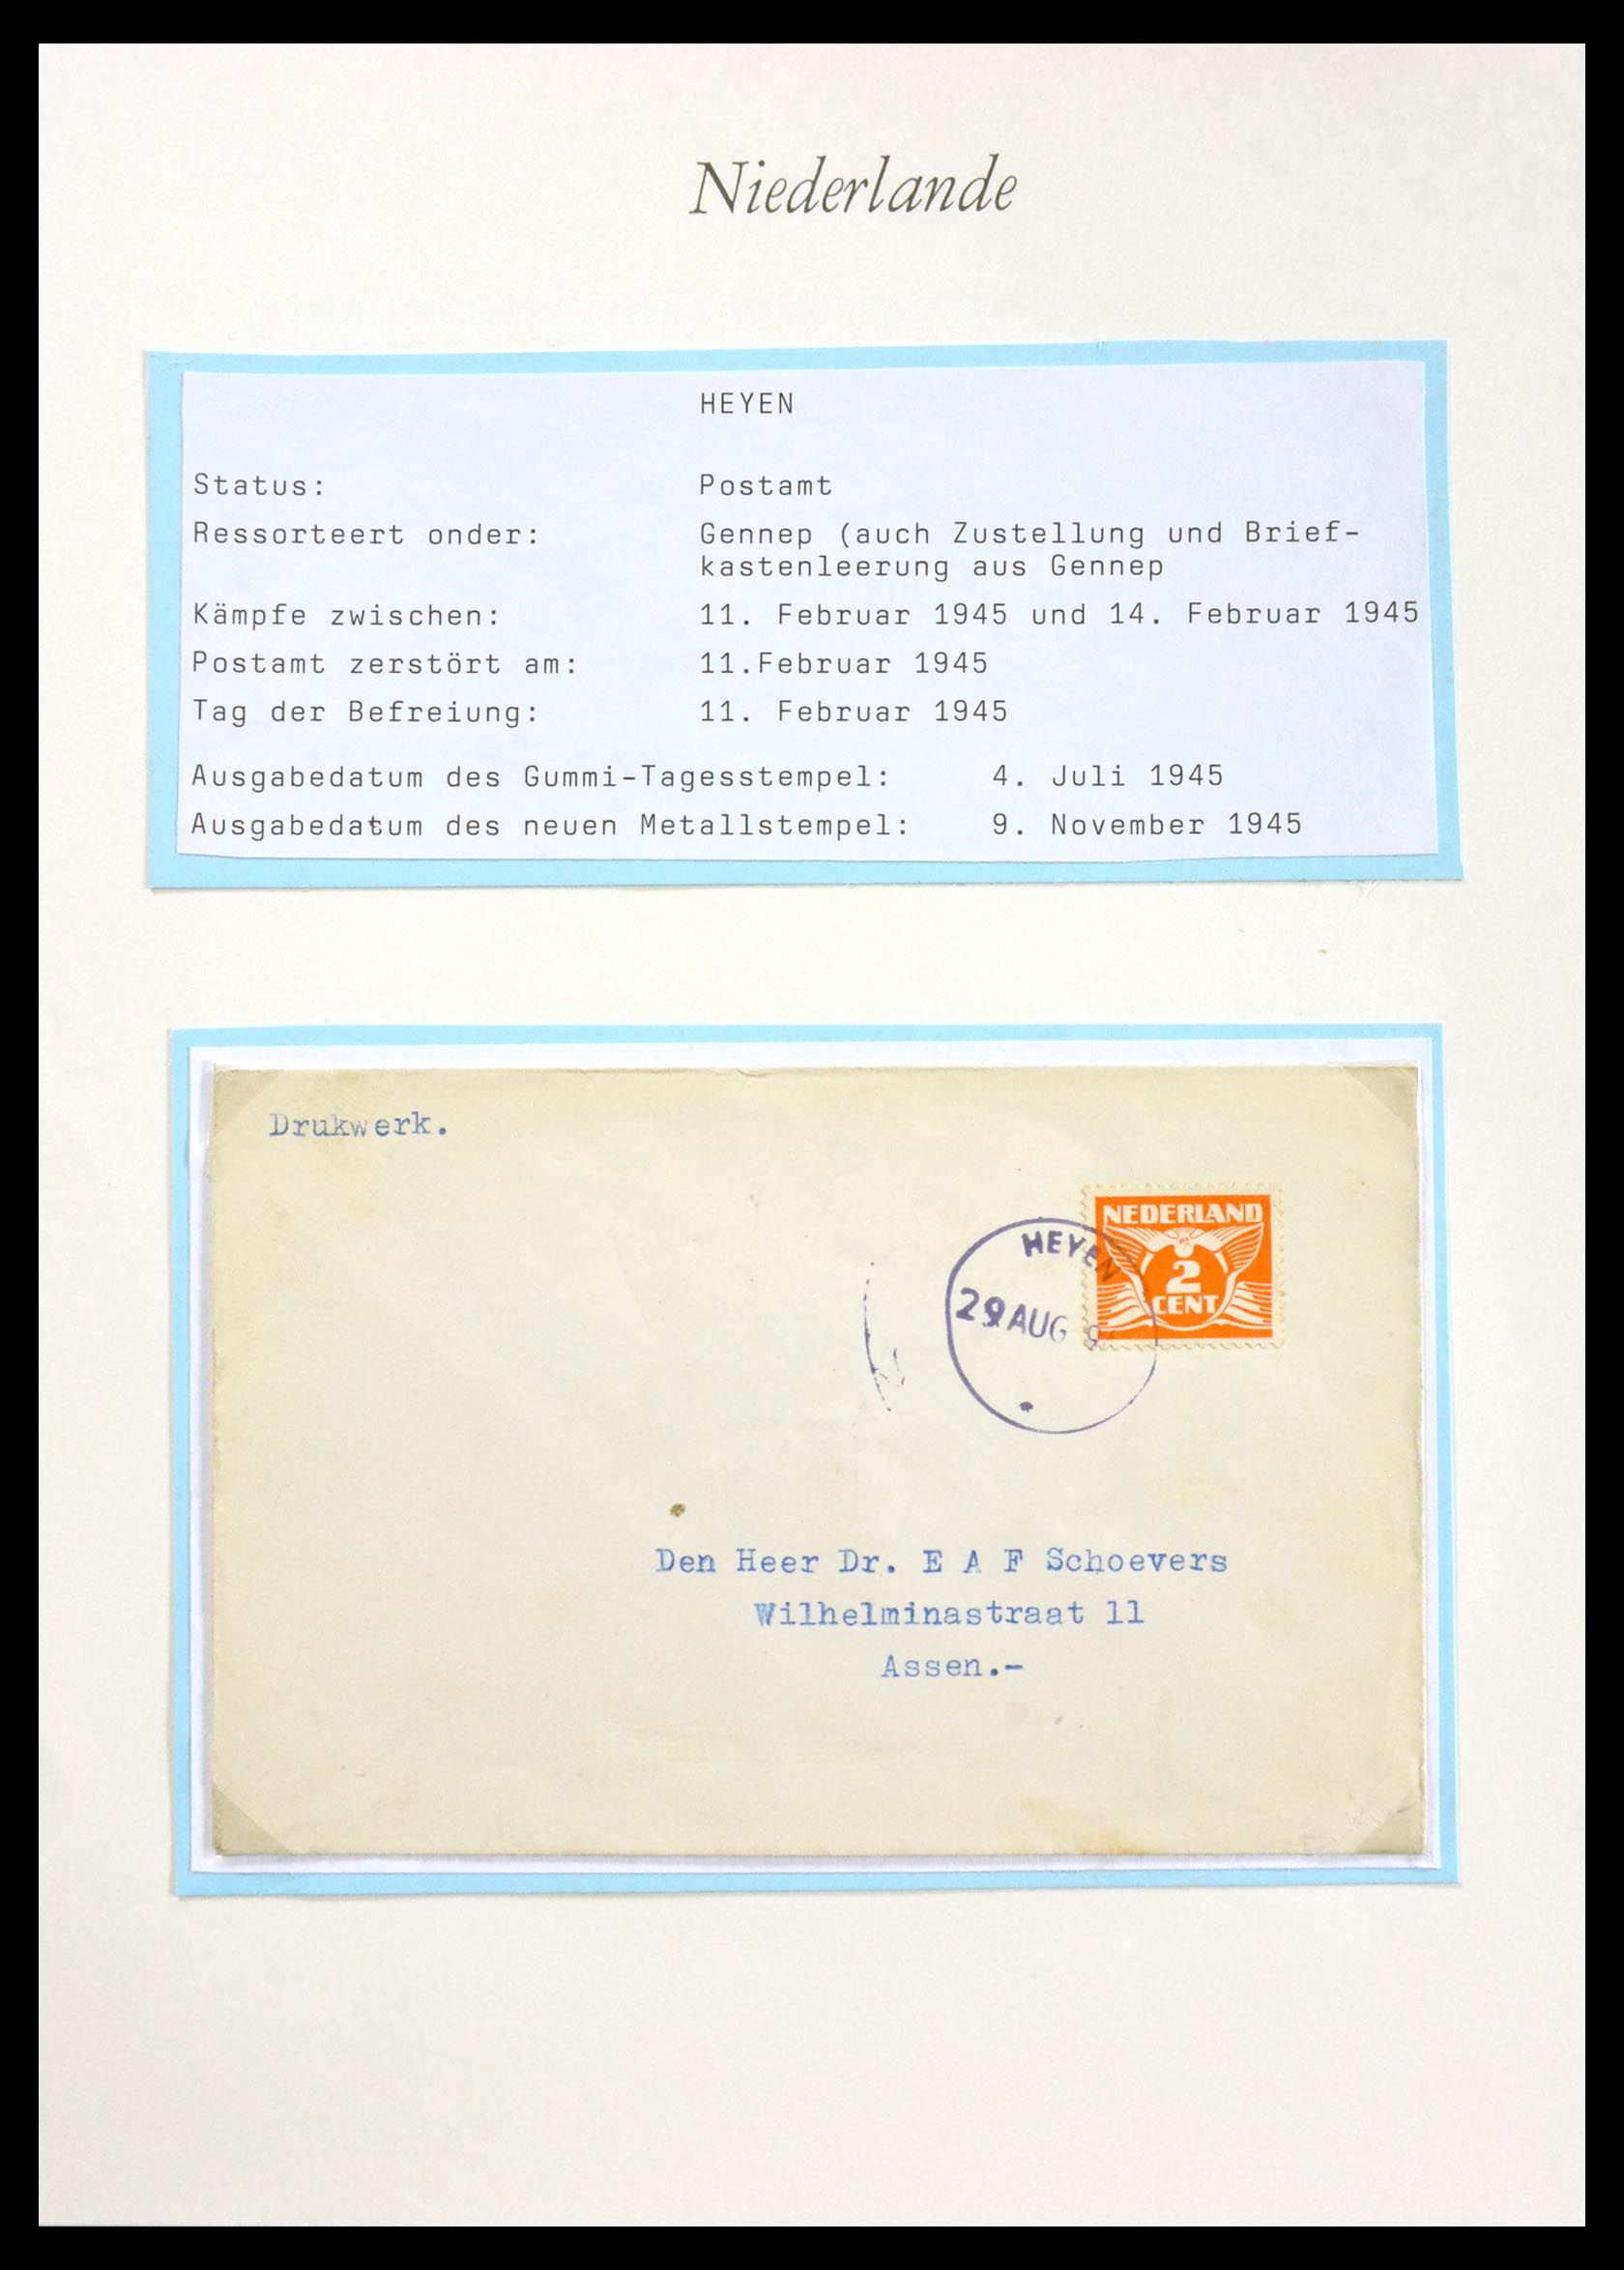 Niederlande
HEYEN
Status: Postamt
Ressorteert onder: Gennep (auch Zustellung und Brief-
kastenleerung aus Gennep
Kämpfe zwischen: 11. Februar 1945 und 14. Februar 1945
Postamt zerstört am: 11.Februar 1945
Tag der Befreiung: 11. Februar 1945
Ausgabedatum des Gummi-Tagesstempel: 4. Juli 1945
Ausgabedatum des neuen Metallstempel: 9. November 1945
Drukwerk.
NEDERLAND
2
CENT
HEYEN
29 AUG
Den Heer Dr. E A F Schoevers
Wilhelminastraat 11
Assen.-